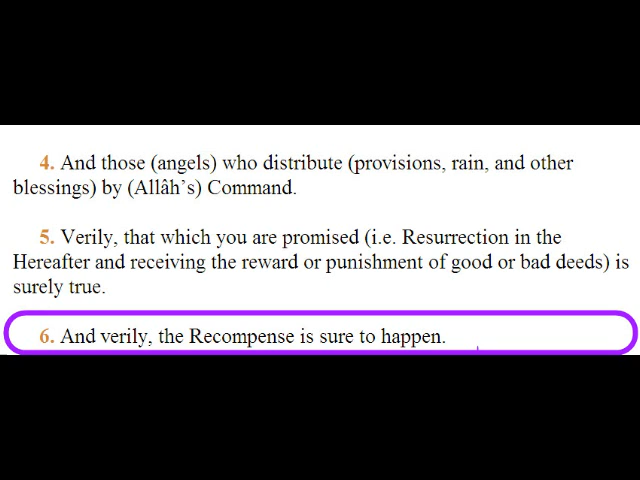 4. And those (angels) who distribute (provisions, rain, and other
blessings) by (Allâh's) Command.
5. Verily, that which you are promised (i.e. Resurrection in the
Hereafter and receiving the reward or punishment of good or bad deeds) is
surely true.
6. And verily, the Recompense is sure to happen.